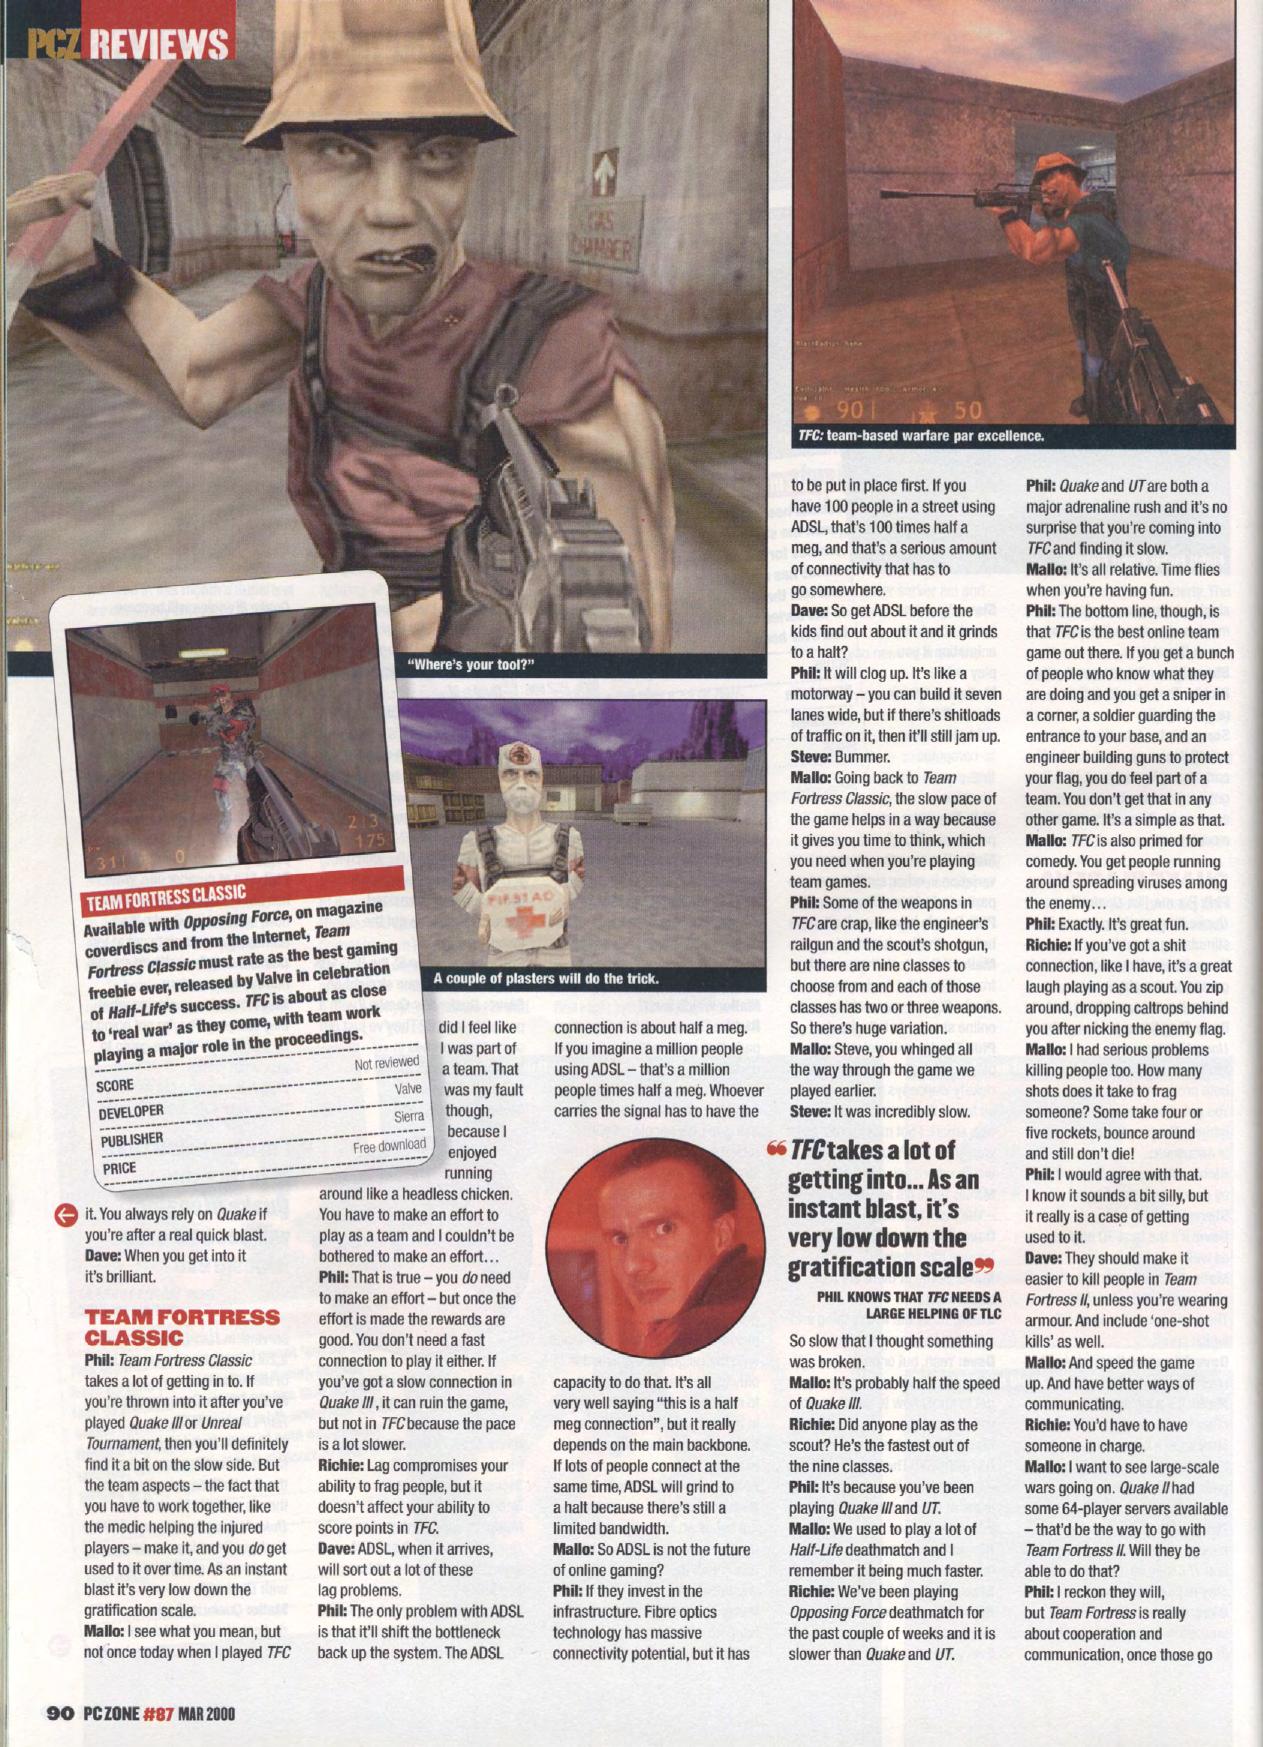 PCZ REVIEWS
GAS
CHAMBER
"Where's your tool?"
90 | 50
TFC: team-based warfare par excellence.
213
175
31 | 0
TEAM FORTRESS CLASSIC
Available with Opposing Force, on magazine
coverdiscs and from the Internet, Team
Fortress Classic must rate as the best gaming
freebie ever, released by Valve in celebration
of Half-Life's success. TFC is about as close
to 'real war' as they come, with team work
playing a major role in the proceedings.
SCORE Not reviewed
DEVELOPER Valve
PUBLISHER Sierra
PRICE Free download
FIRST AD
A couple of plasters will do the trick.
it. You always rely on Quake if
you're after a real quick blast.
Dave: When you get into it
it's brilliant.
TEAM FORTRESS
CLASSIC
Phil: Team Fortress Classic
takes a lot of getting in to. If
you're thrown into it after you've
played Quake III or Unreal
Tournament, then you'll definitely
find it a bit on the slow side. But
the team aspects – the fact that
you have to work together, like
the medic helping the injured
players – make it, and you do get
used to it over time. As an instant
blast it's very low down the
gratification scale.
Mallo: I see what you mean, but
not once today when I played TFC
did I feel like
I was part of
a team. That
was my fault
though,
because I
enjoyed
running
around like a headless chicken.
You have to make an effort to
play as a team and I couldn't be
bothered to make an effort...
Phil: That is true – you do need
to make an effort – but once the
effort is made the rewards are
good. You don't need a fast
connection to play it either. If
you've got a slow connection in
Quake III, it can ruin the game,
but not in TFC because the pace
is a lot slower.
Richie: Lag compromises your
ability to frag people, but it
doesn't affect your ability to
score points in TFC.
Dave: ADSL, when it arrives,
will sort out a lot of these
lag problems.
Phil: The only problem with ADSL
is that it'll shift the bottleneck
back up the system. The ADSL
connection is about half a meg.
If you imagine a million people
using ADSL – that's a million
people times half a meg. Whoever
carries the signal has to have the
capacity to do that. It's all
very well saying "this is a half
meg connection", but it really
depends on the main backbone.
If lots of people connect at the
same time, ADSL will grind to
a halt because there's still a
limited bandwidth.
Mallo: So ADSL is not the future
of online gaming?
Phil: If they invest in the
infrastructure. Fibre optics
technology has massive
connectivity potential, but it has
to be put in place first. If you
have 100 people in a street using
ADSL, that's 100 times half a
meg, and that's a serious amount
of connectivity that has to
go somewhere.
Dave: So get ADSL before the
kids find out about it and it grinds
to a halt?
Phil: It will clog up. It's like a
motorway – you can build it seven
lanes wide, but if there's shitloads
of traffic on it, then it'll still jam up.
Steve: Bummer.
Mallo: Going back to Team
Fortress Classic, the slow pace of
the game helps in a way because
it gives you time to think, which
you need when you're playing
team games.
Phil: Some of the weapons in
TFC are crap, like the engineer's
railgun and the scout's shotgun,
but there are nine classes to
choose from and each of those
classes has two or three weapons.
So there's huge variation.
Mallo: Steve, you whinged all
the way through the game we
played earlier.
Steve: It was incredibly slow.
"TFC takes a lot of
getting into... As an
instant blast, it's
very low down the
gratification scale"
PHIL KNOWS THAT TFC NEEDS A
LARGE HELPING OF TLC
So slow that I thought something
was broken.
Mallo: It's probably half the speed
of Quake III.
Richie: Did anyone play as the
scout? He's the fastest out of
the nine classes.
Phil: It's because you've been
playing Quake III and UT.
Mallo: We used to play a lot of
Half-Life deathmatch and I
remember it being much faster.
Richie: We've been playing
Opposing Force deathmatch for
the past couple of weeks and it is
slower than Quake and UT.
Phil: Quake and UT are both a
major adrenaline rush and it's no
surprise that you're coming into
TFC and finding it slow.
Mallo: It's all relative. Time flies
when you're having fun.
Phil: The bottom line, though, is
that TFC is the best online team
game out there. If you get a bunch
of people who know what they
are doing and you get a sniper in
a corner, a soldier guarding the
entrance to your base, and an
engineer building guns to protect
your flag, you do feel part of a
team. You don't get that in any
other game. It's a simple as that.
Mallo: TFC is also primed for
comedy. You get people running
around spreading viruses among
the enemy...
Phil: Exactly. It's great fun.
Richie: If you've got a shit
connection, like I have, it's a great
laugh playing as a scout. You zip
around, dropping caltrops behind
you after nicking the enemy flag.
Mallo: I had serious problems
killing people too. How many
shots does it take to frag
someone? Some take four or
five rockets, bounce around
and still don't die!
Phil: I would agree with that.
I know it sounds a bit silly, but
it really is a case of getting
used to it.
Dave: They should make it
easier to kill people in Team
Fortress II, unless you're wearing
armour. And include 'one-shot
kills' as well.
Mallo: And speed the game
up. And have better ways of
communicating.
Richie: You'd have to have
someone in charge.
Mallo: I want to see large-scale
wars going on. Quake II had
some 64-player servers available
– that'd be the way to go with
Team Fortress II. Will they be
able to do that?
Phil: I reckon they will,
but Team Fortress is really
about cooperation and
communication, once those go
90 PCZONE #87 MAR 2000